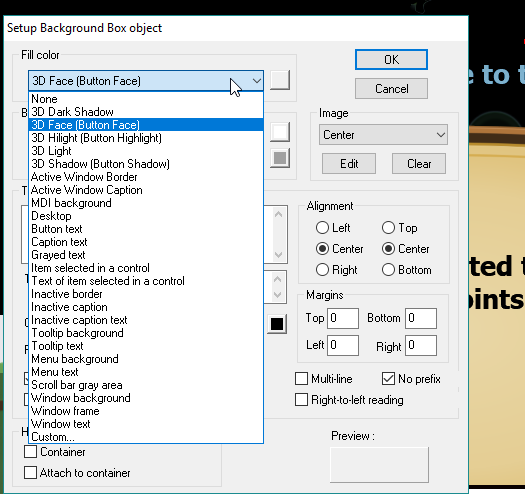 Setup Background Box object
Fill color
3D Face (Button Face)
OK
Cancel
e to t
None
3D Dark Shadow
3D Face (Button Face)
3D Hilight (Button Highlight)
3D Light
3D Shadow (Button Shadow)
Active Window Border
Active Window Caption
MDI background
Desktop
Button text
Caption text
Grayed text
Item selected in a control
Text of item selected in a control
Inactive border
Inactive caption
Inactive caption text
Tooltip background
Tooltip text
Menu background
Menu text
Scroll bar gray area
Window background
Window frame
Window text
Custom...
B
Image
Center
Edit
Clear
T
Alignment
Left
Top
Center
Center
Right
Bottom
ted t
oints
Margins
Top 0
Bottom 0
Left 0
Right 0
Multi-line
No prefix
Right-to-left reading
H
Container
Attach to container
Preview :